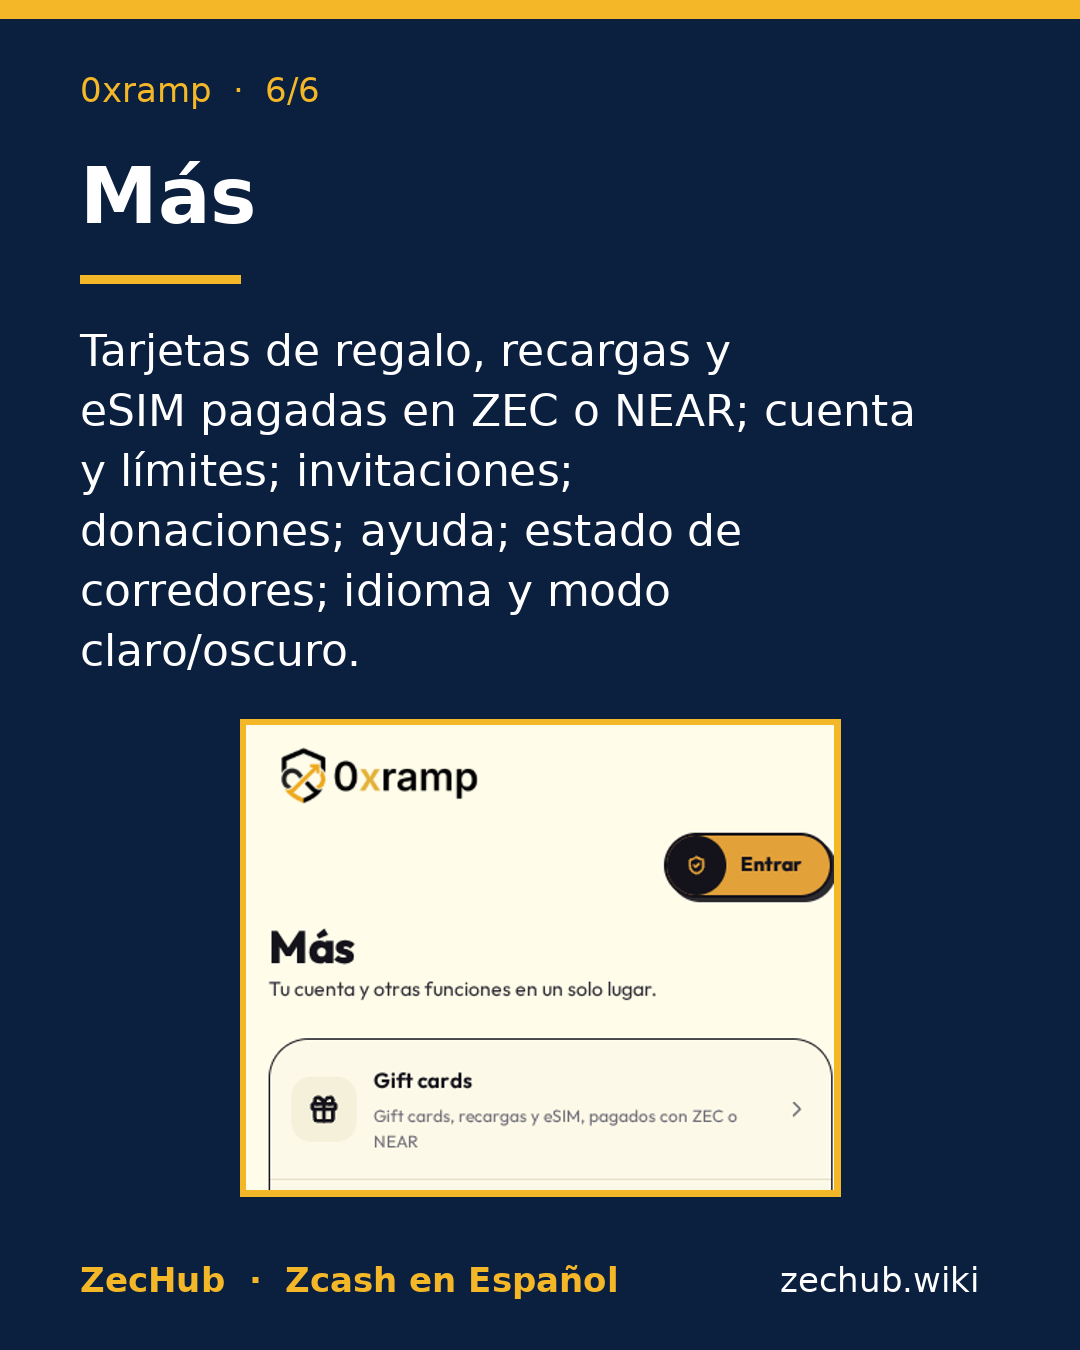 0xramp · 6/6
Más
Tarjetas de regalo, recargas y
eSIM pagadas en ZEC o NEAR; cuenta
y límites; invitaciones;
donaciones; ayuda; estado de
corredores; idioma y modo
claro/oscuro.
0xramp
Entrar
Más
Tu cuenta y otras funciones en un solo lugar.
Gift cards
Gift cards, recargas y eSIM, pagados con ZEC o
NEAR
ZecHub · Zcash en Español
zechub.wiki